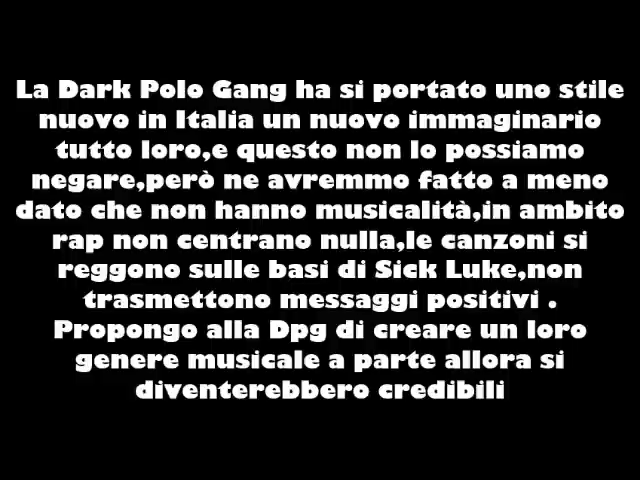 La Dark Polo Gang ha si portato uno stile
nuovo in Italia un nuovo immaginario
tutto loro,e questo non lo possiamo
negare,però ne avremmo fatto a meno
dato che non hanno musicalità,in ambito
rap non centrano nulla,le canzoni si
reggono sulle basi di Sick Luke,non
trasmettono messaggi positivi .
Propongo alla Dpg di creare un loro
genere musicale a parte allora si
diventerebbero credibili